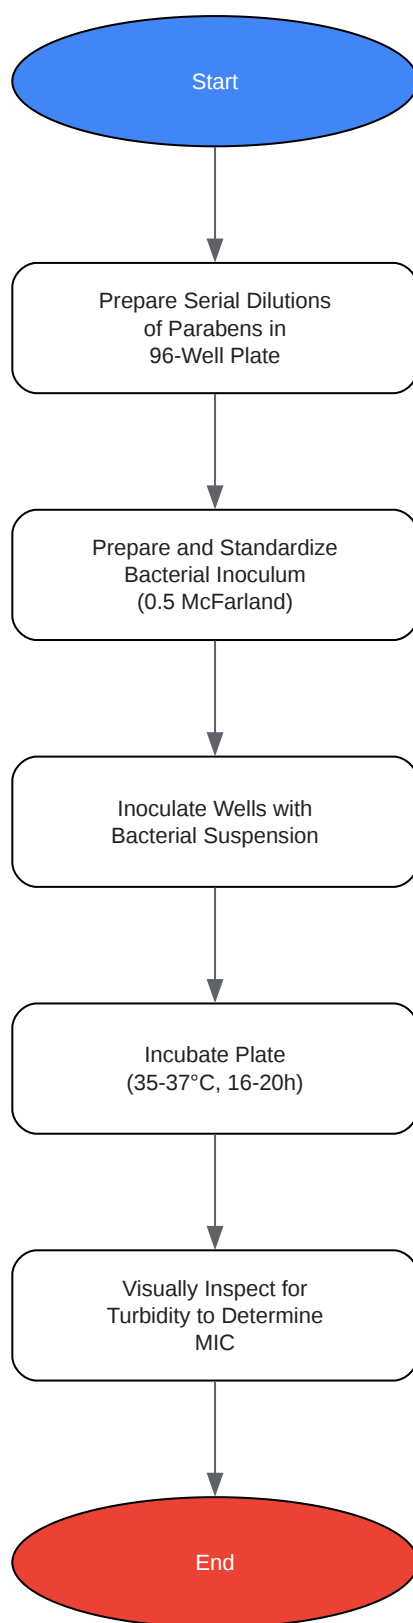 Start
Prepare Serial Dilutions
of Parabens in
96-Well Plate
Prepare and Standardize
Bacterial Inoculum
(0.5 McFarland)
Inoculate Wells with
Bacterial Suspension
Incubate Plate
(35-37°C, 16-20h)
Visually Inspect for
Turbidity to Determine
MIC
End